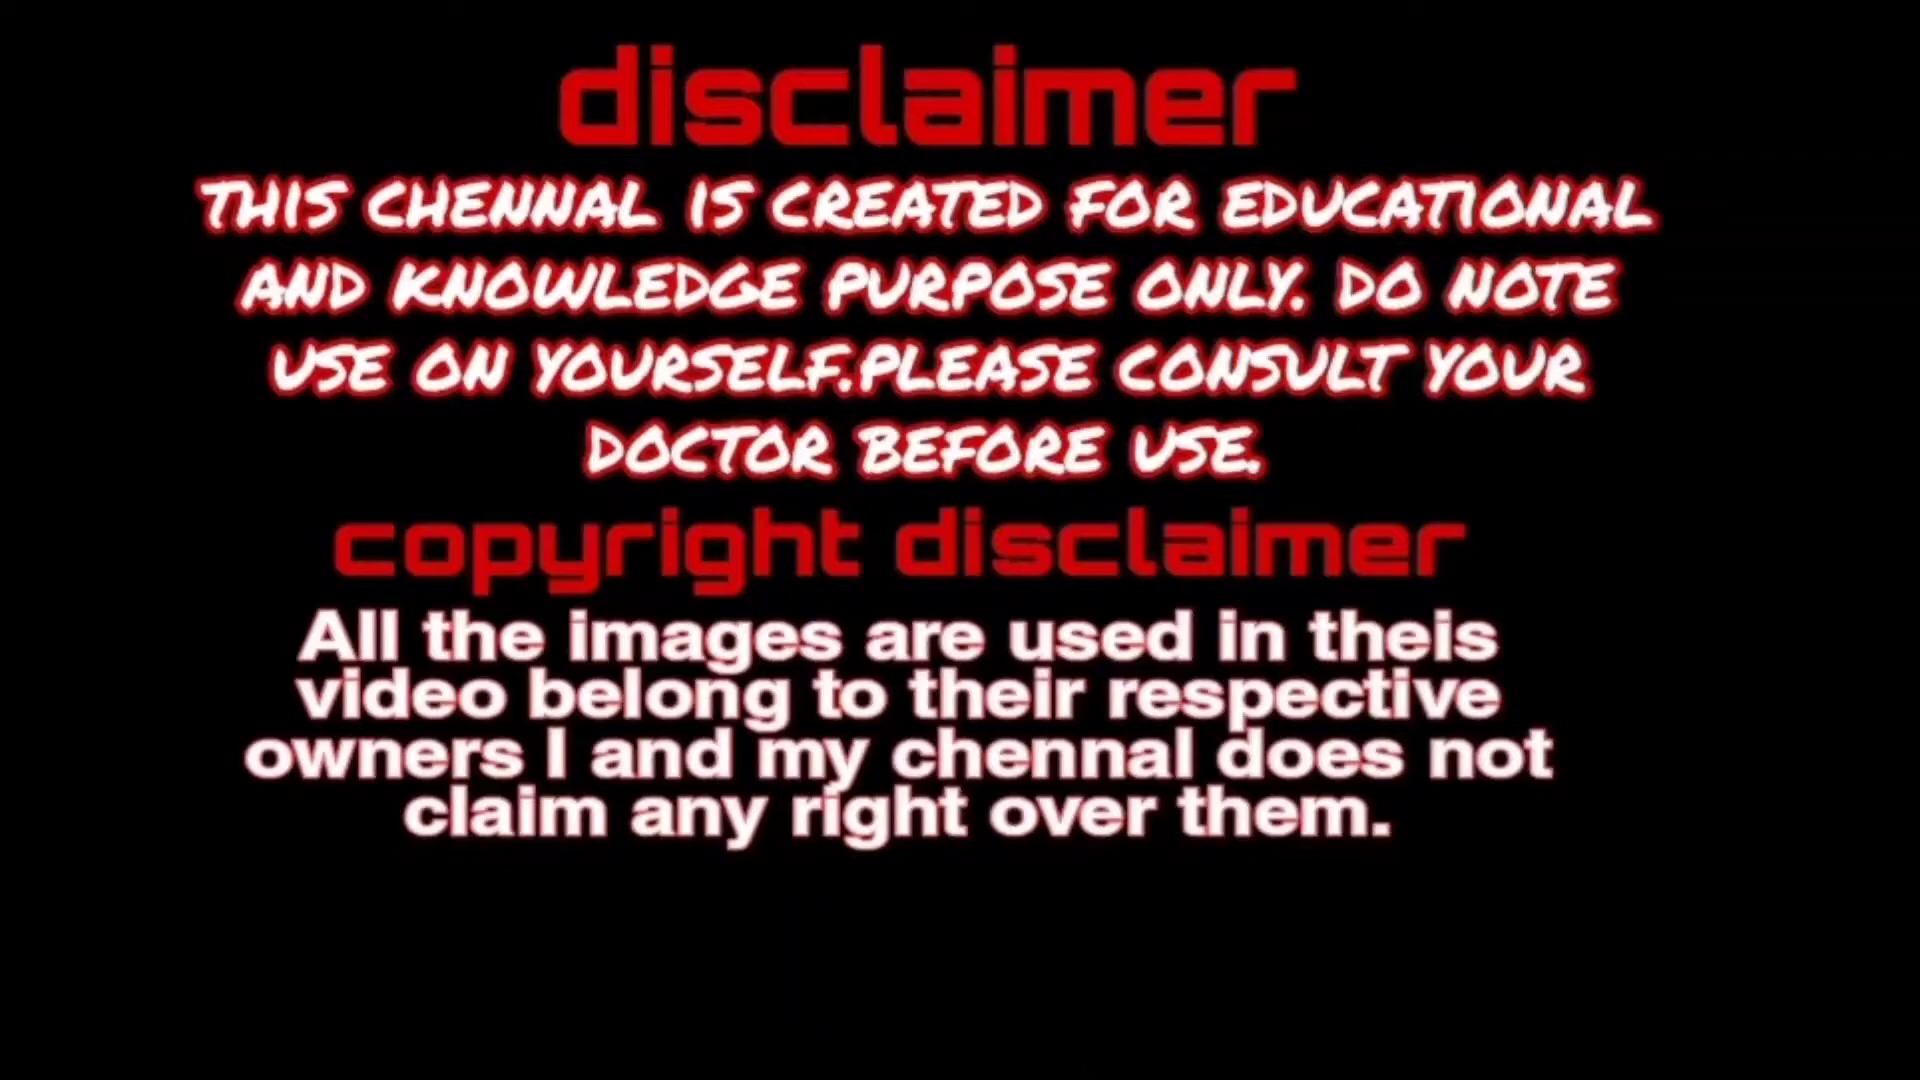 disclaimer
THIS CHENNAL IS CREATED FOR EDUCATIONAL
AND KNOWLEDGE PURPOSE ONLY. DO NOTE
USE ON YOURSELF.PLEASE CONSULT YOUR
DOCTOR BEFORE USE.
copyright disclaimer
All the images are used in theis
video belong to their respective
owners I and my chennal does not
claim any right over them.